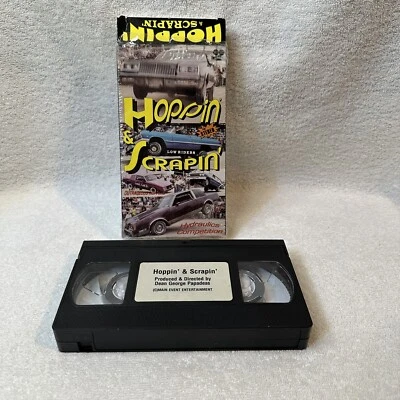 HOPPIN'
& SCRAPIN'
HOPPIN'
&
LOW RIDERS
SCRAPIN'
Hydraulics
Competition
Hoppin' & Scrapin'
Produced & Directed by
Dean George Papadeas
MAIN EVENT ENTERTAINMENT